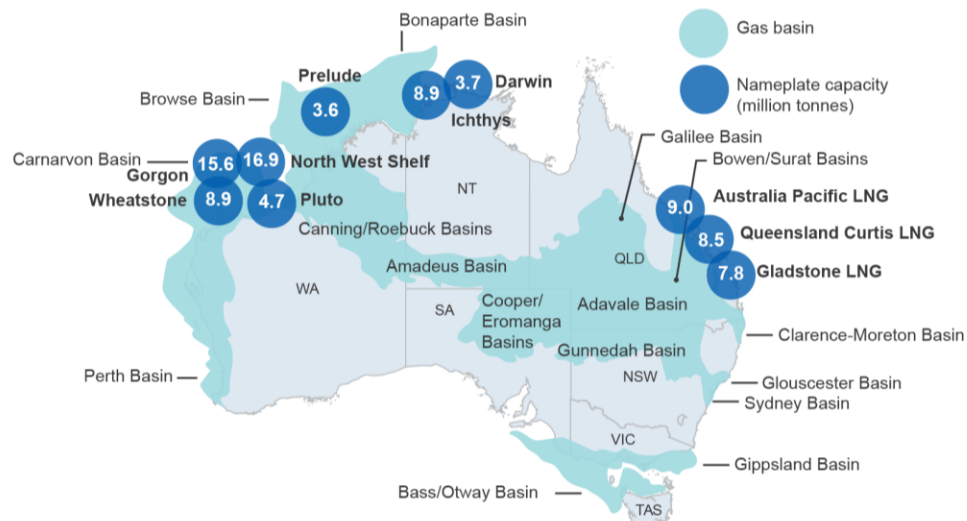 Bonaparte Basin
Gas basin
Prelude
3.6
8.9
3.7
Darwin
Ichthys
Nameplate capacity
(million tonnes)
Browse Basin
Galilee Basin
Carnarvon Basin
Gorgon
15.6
16.9
North West Shelf
Bowen/Surat Basins
Wheatstone
8.9
4.7
Pluto
NT
9.0
Australia Pacific LNG
Canning/Roebuck Basins
8.5
Queensland Curtis LNG
Amadeus Basin
QLD
7.8
Gladstone LNG
WA
SA
Cooper/
Eromanga
Basins
Adavale Basin
Clarence-Moreton Basin
Gunnedah Basin
Perth Basin
NSW
Glouscester Basin
Sydney Basin
VIC
Gippsland Basin
Bass/Otway Basin
TAS